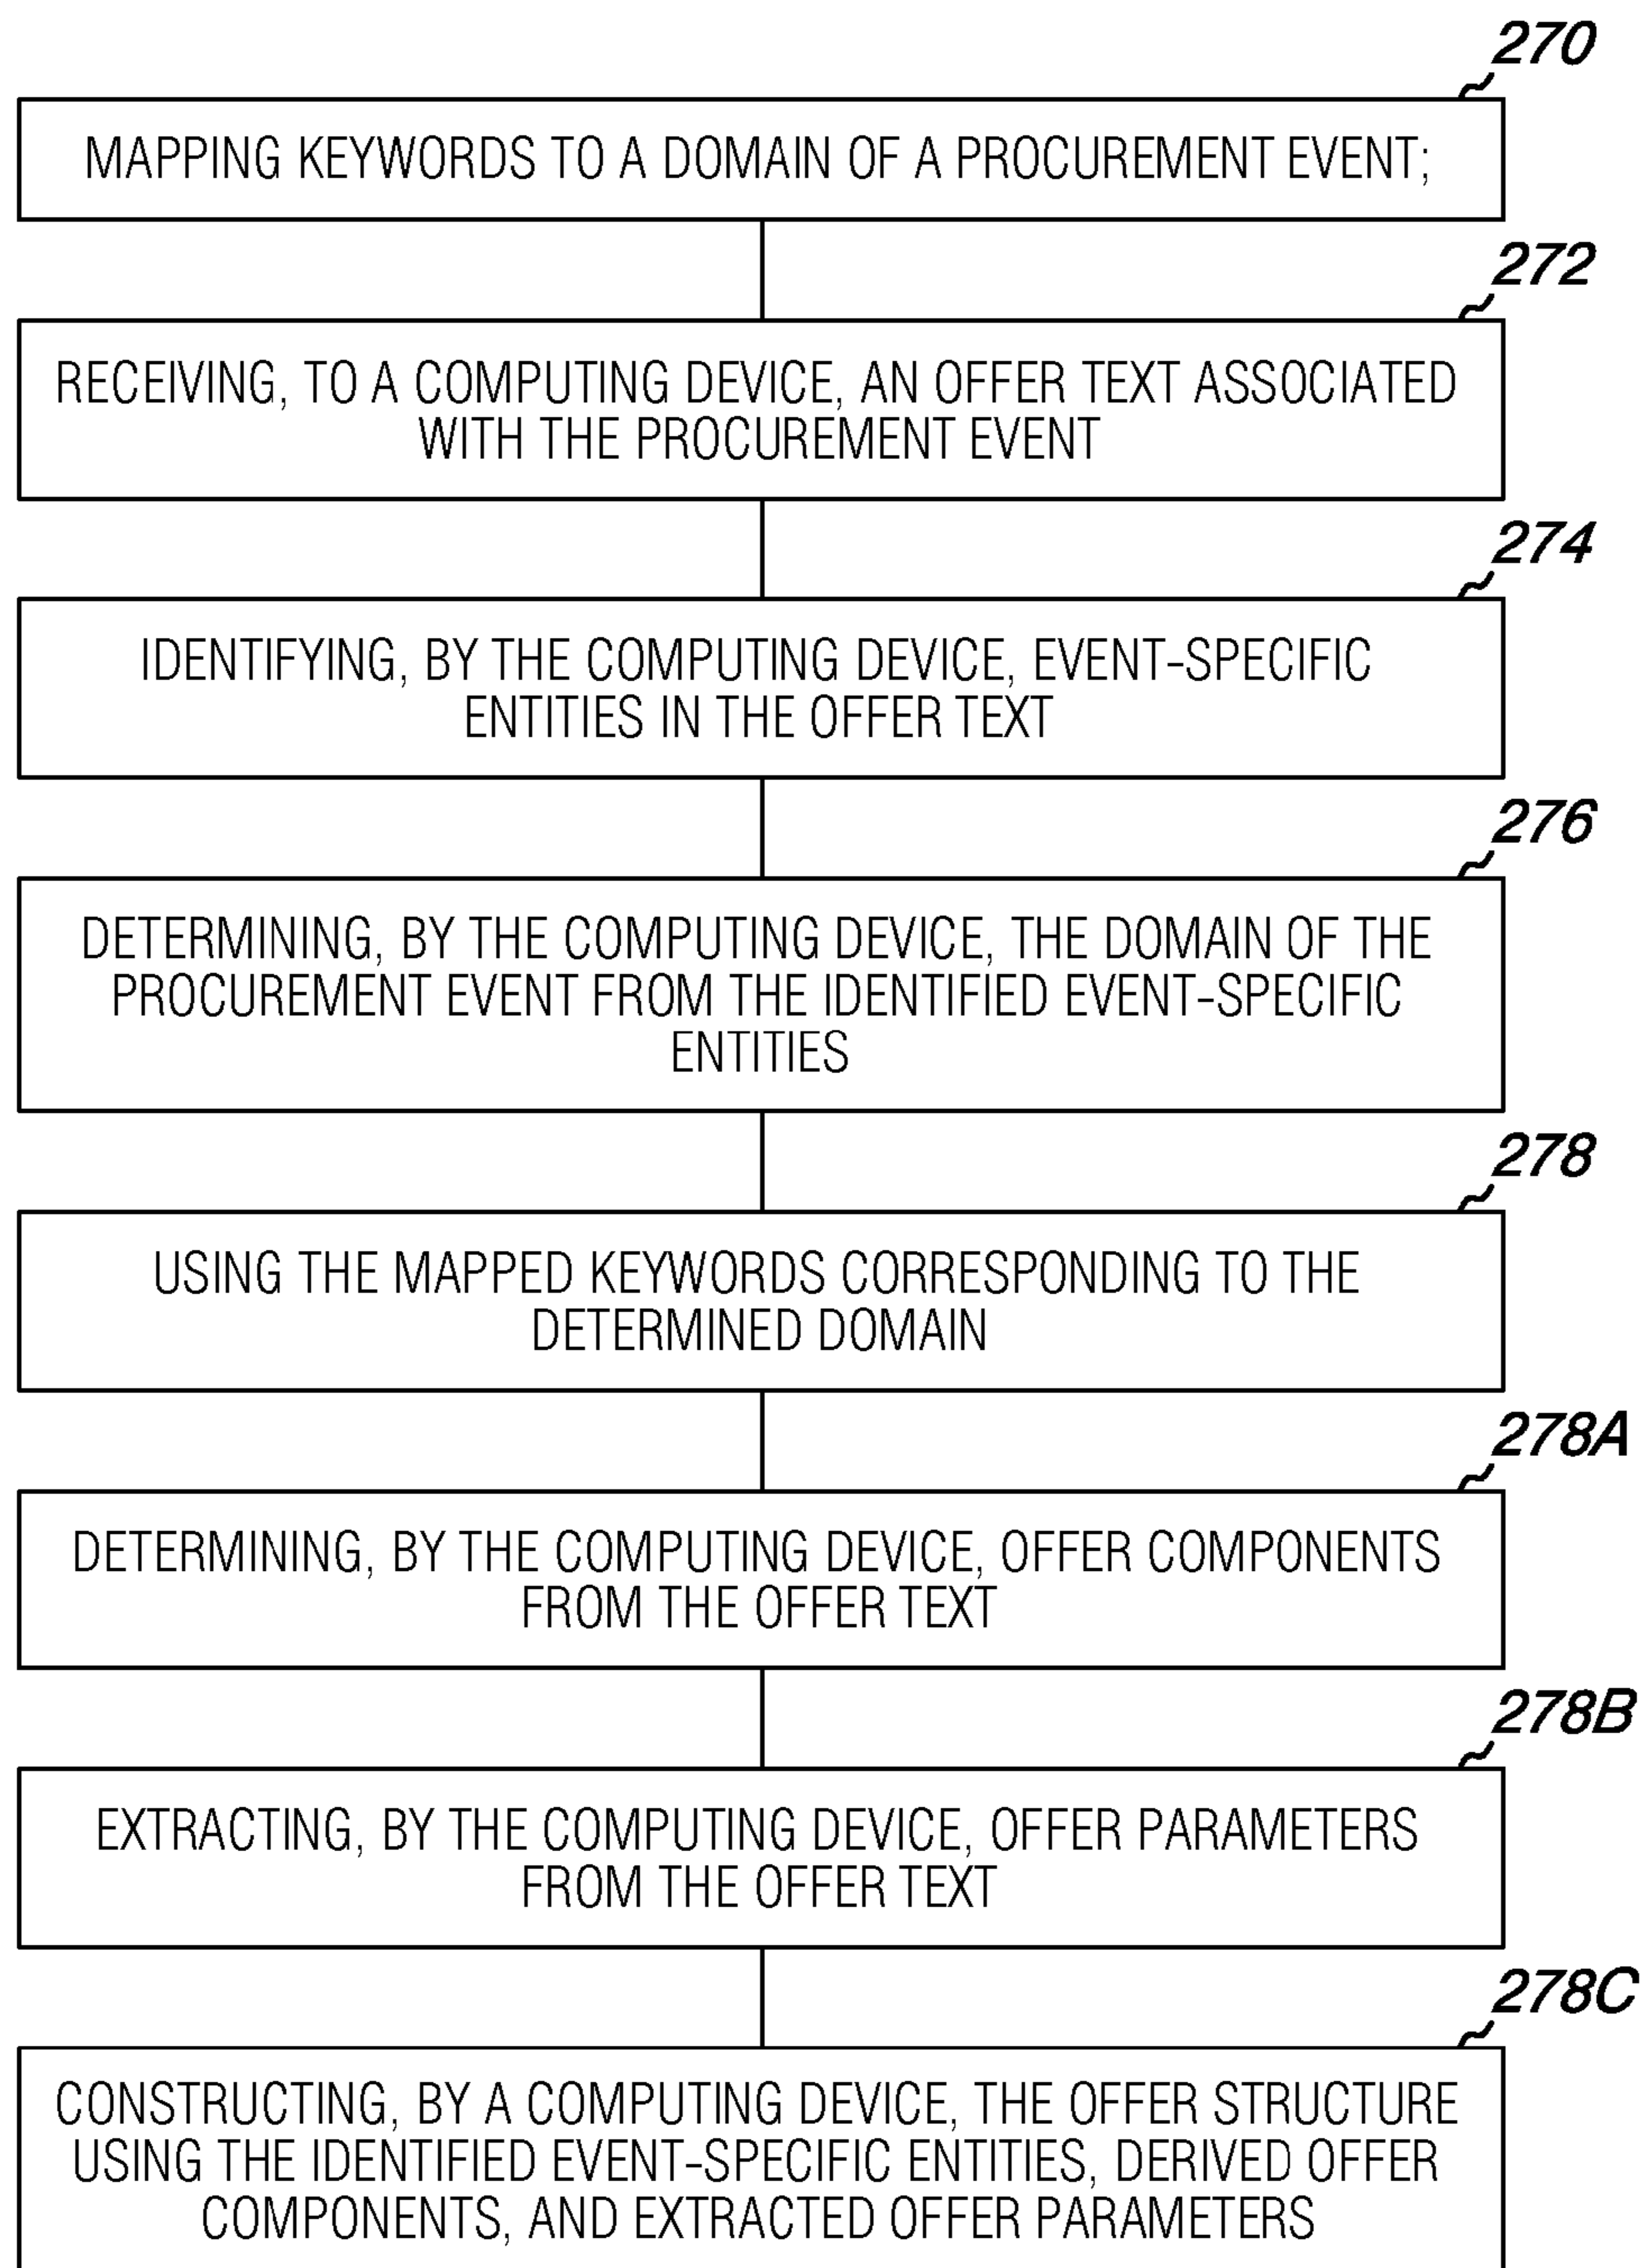 270
MAPPING KEYWORDS TO A DOMAIN OF A PROCUREMENT EVENT;
272
RECEIVING, TO A COMPUTING DEVICE, AN OFFER TEXT ASSOCIATED
WITH THE PROCUREMENT EVENT
274
IDENTIFYING, BY THE COMPUTING DEVICE, EVENT-SPECIFIC
ENTITIES IN THE OFFER TEXT
276
DETERMINING, BY THE COMPUTING DEVICE, THE DOMAIN OF THE
PROCUREMENT EVENT FROM THE IDENTIFIED EVENT-SPECIFIC
ENTITIES
278
USING THE MAPPED KEYWORDS CORRESPONDING TO THE
DETERMINED DOMAIN
278A
DETERMINING, BY THE COMPUTING DEVICE, OFFER COMPONENTS
FROM THE OFFER TEXT
278B
EXTRACTING, BY THE COMPUTING DEVICE, OFFER PARAMETERS
FROM THE OFFER TEXT
278C
CONSTRUCTING, BY A COMPUTING DEVICE, THE OFFER STRUCTURE
USING THE IDENTIFIED EVENT-SPECIFIC ENTITIES, DERIVED OFFER
COMPONENTS, AND EXTRACTED OFFER PARAMETERS